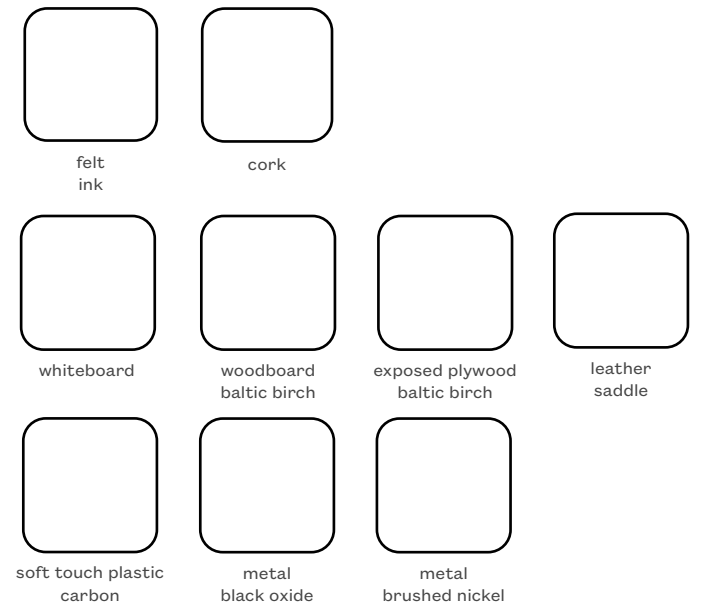 felt
ink
cork
whiteboard
woodboard
baltic birch
exposed plywood
baltic birch
leather
saddle
soft touch plastic
carbon
metal
black oxide
metal
brushed nickel